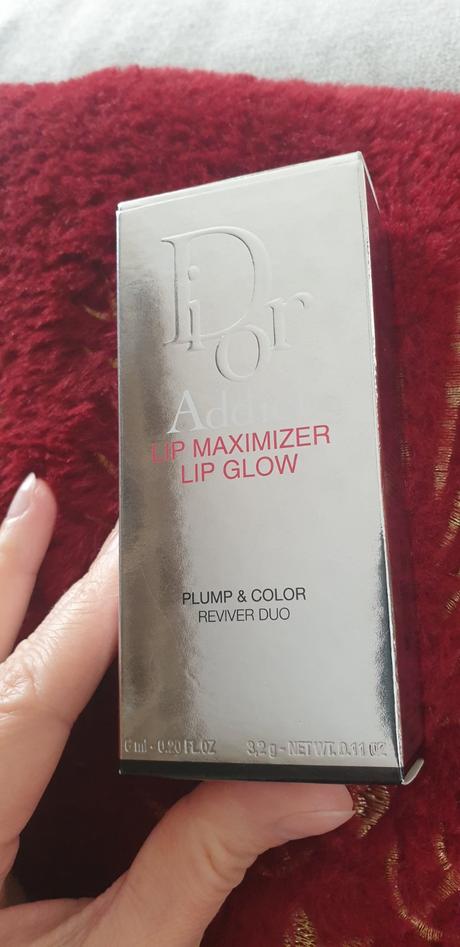 Dior
Addict
LIP MAXIMIZER
LIP GLOW
PLUMP & COLOR
REVIVER DUO
6 ml - 0.20 FL.OZ 3,2 g - NET WT. 0.11 OZ